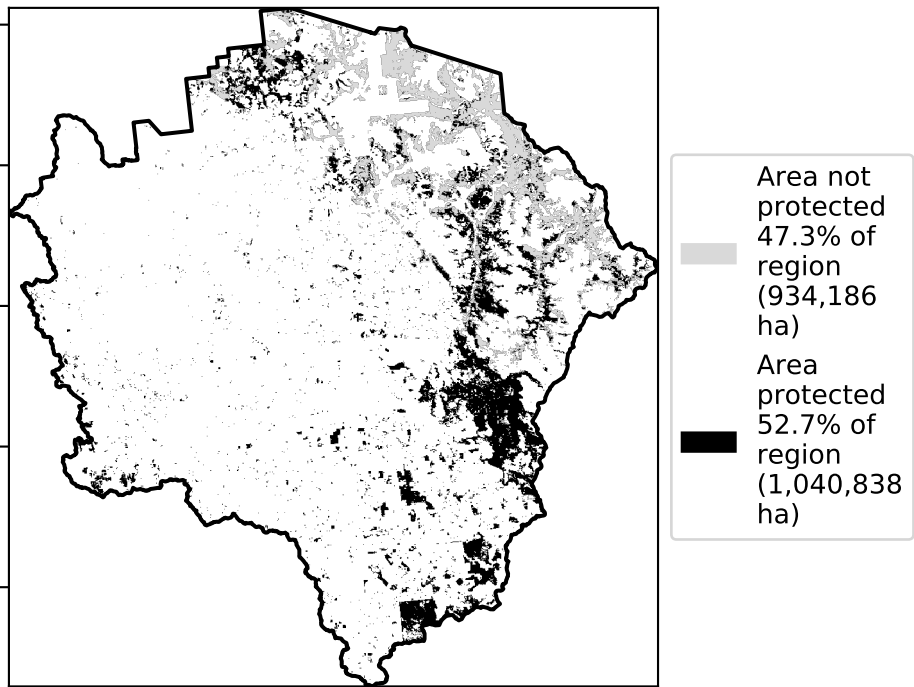 Area not
protected
47.3% of
region
(934,186
ha)
Area
protected
52.7% of
region
(1,040,838
ha)